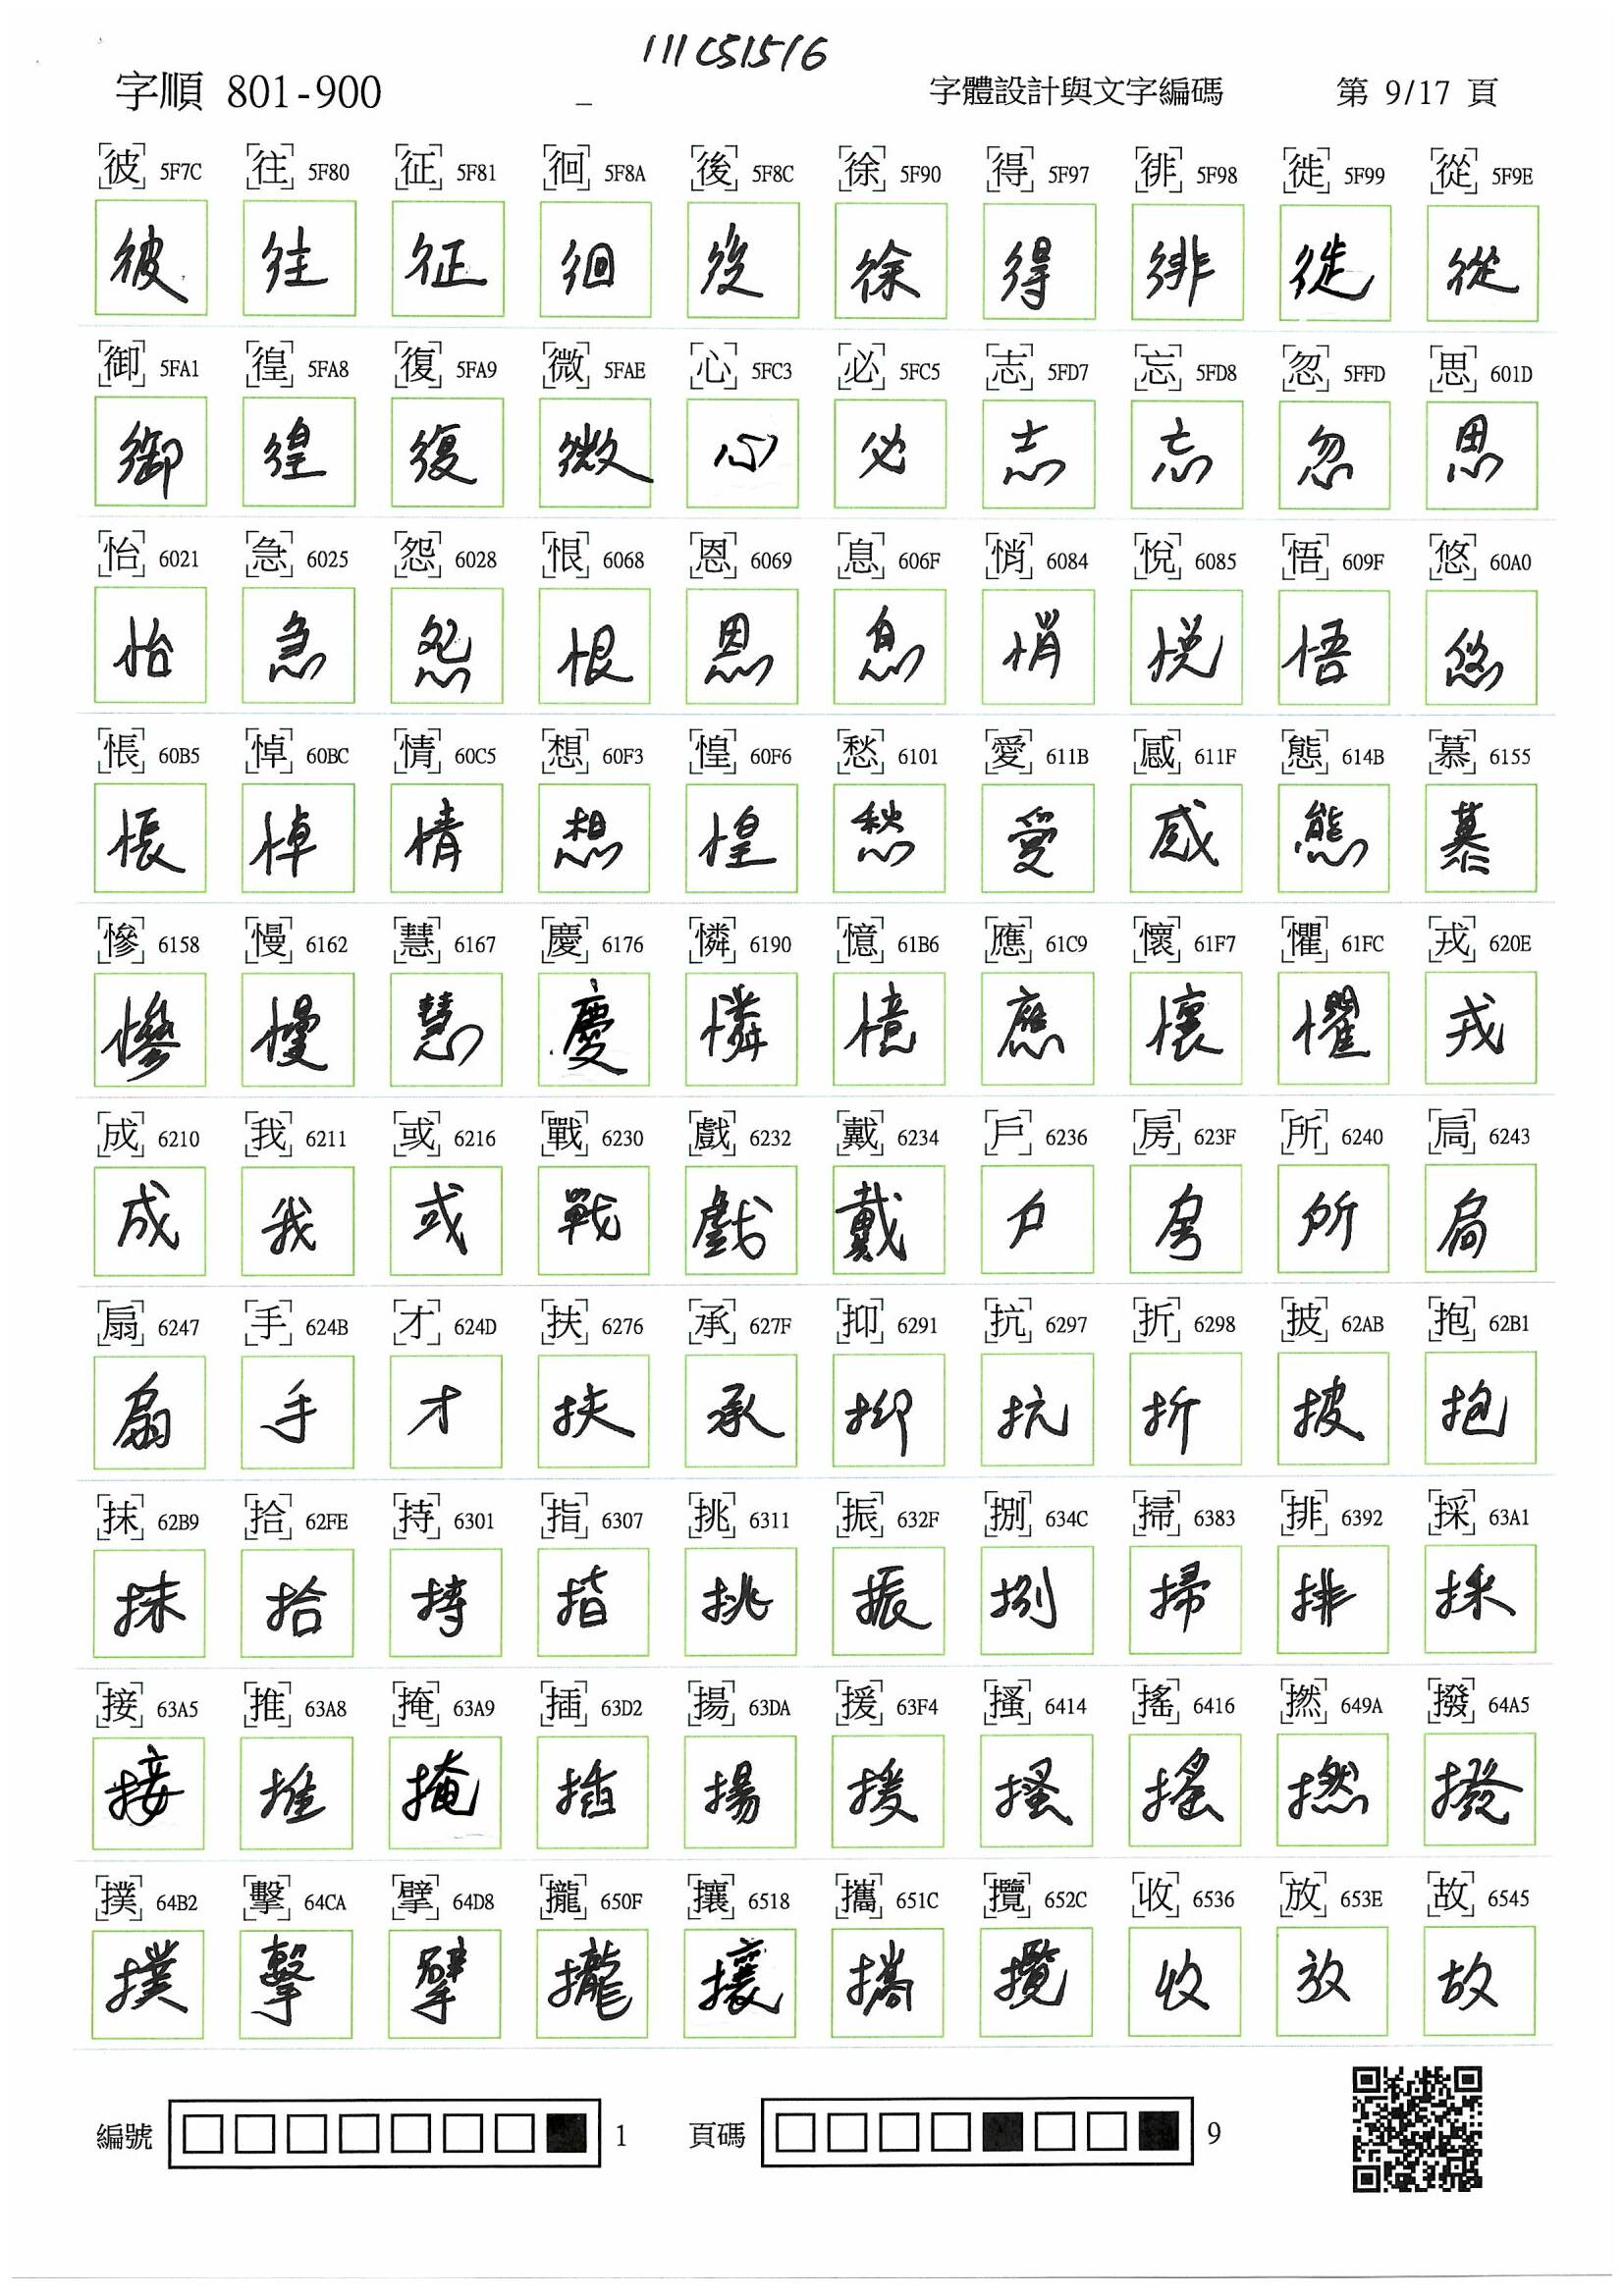 111C51516
字順 801-900 _ 字體設計與文字編碼 第 9/17 頁
彼 5F7C 往 5F80 征 5F81 徊 5F8A 後 5F8C 徐 5F90 得 5F97 徘 5F98 徙 5F99 從 5F9E
彼 往 征 徊 後 徐 得 徘 徙 從
御 5FA1 徨 5FA8 復 5FA9 微 5FAE 心 5FC3 必 5FC5 志 5FD7 忘 5FD8 忽 5FFD 思 601D
御 徨 復 微 心 必 志 忘 忽 思
怡 6021 急 6025 怨 6028 恨 6068 恩 6069 息 606F 悄 6084 悅 6085 悟 609F 悠 60A0
怡 急 怨 恨 恩 息 悄 悅 悟 悠
悵 60B5 悼 60BC 情 60C5 想 60F3 惶 60F6 愁 6101 愛 611B 感 611F 態 614B 慕 6155
悵 悼 情 想 惶 愁 愛 感 態 慕
慘 6158 慢 6162 慧 6167 慶 6176 憐 6190 憶 61B6 應 61C9 懷 61F7 懼 61FC 戎 620E
慘 慢 慧 慶 憐 憶 應 懷 懼 戎
成 6210 我 6211 或 6216 戰 6230 戲 6232 戴 6234 戶 6236 房 623F 所 6240 扃 6243
成 我 或 戰 戲 戴 戶 房 所 扃
扇 6247 手 624B 才 624D 扶 6276 承 627F 抑 6291 抗 6297 折 6298 披 62AB 抱 62B1
扇 手 才 扶 承 抑 抗 折 披 抱
抹 62B9 拾 62FE 持 6301 指 6307 挑 6311 振 632F 捌 634C 掃 6383 排 6392 採 63A1
抹 拾 持 指 挑 振 捌 掃 排 採
接 63A5 推 63A8 掩 63A9 插 63D2 揚 63DA 援 63F4 搔 6414 搖 6416 撚 649A 撥 64A5
接 推 掩 插 揚 援 搔 搖 撚 撥
撲 64B2 擊 64CA 擘 64D8 攏 650F 攘 6518 攜 651C 攬 652C 收 6536 放 653E 故 6545
撲 擊 擘 攏 攘 攜 攬 收 放 故
編號 1 頁碼 9